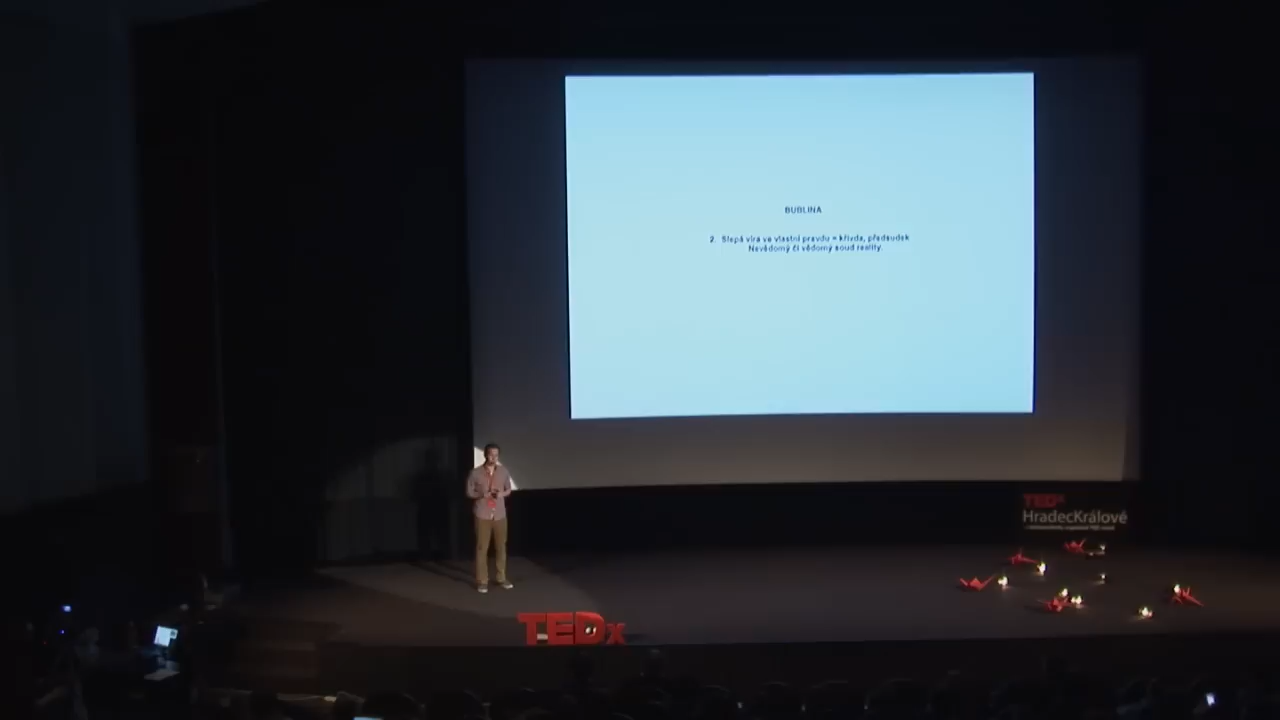 BUBLINA
2. Slepá víra ve vlastní pravdu = křivda, předsudek
Nevědomý či vědomý soud reality.
TEDx
HradecKrálové
TEDx